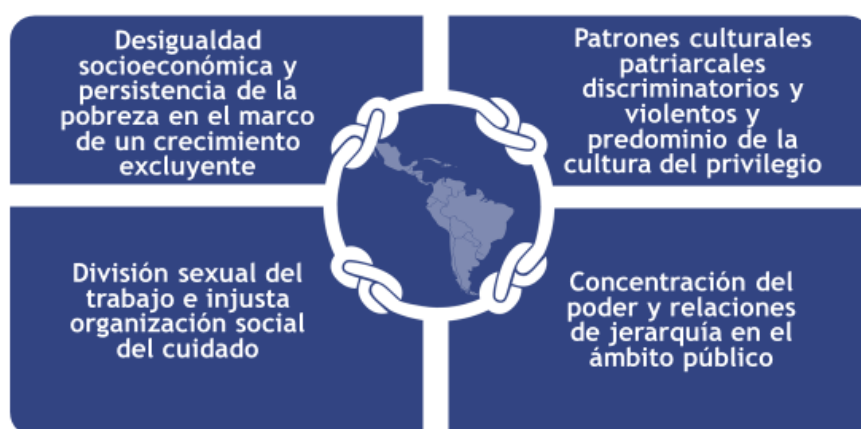 Desigualdad
socioeconómica y
persistencia de la
pobreza en el marco
de un crecimiento
excluyente
Patrones culturales
patriarcales
discriminatorios y
violentos y
predominio de la
cultura del privilegio
División sexual del
trabajo e injusta
organización social
del cuidado
Concentración del
poder y relaciones
de jerarquía en el
ámbito público